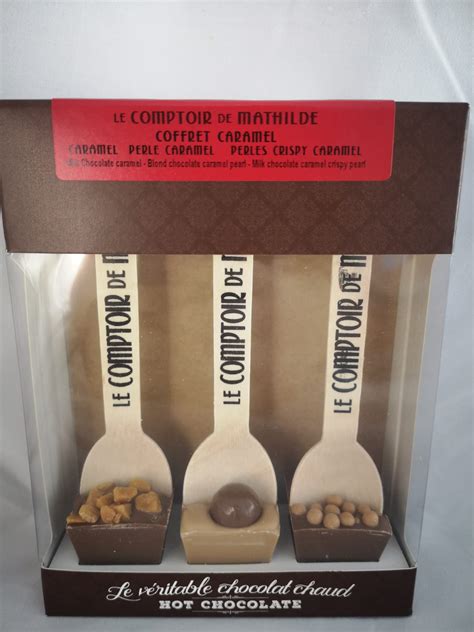 LE COMPTOIR DE MATHILDE
COFFRET CARAMEL
CARAMEL PERLE CARAMEL PERLES CRISPY CARAMEL
Chocolate caramel - Blond chocolate caramel pearl - Milk chocolate caramel crispy pearl
LE COMPTOIR DE M
LE COMPTOIR DE M
LE COMPTOIR DE M
Le véritable chocolat chaud
HOT CHOCOLATE